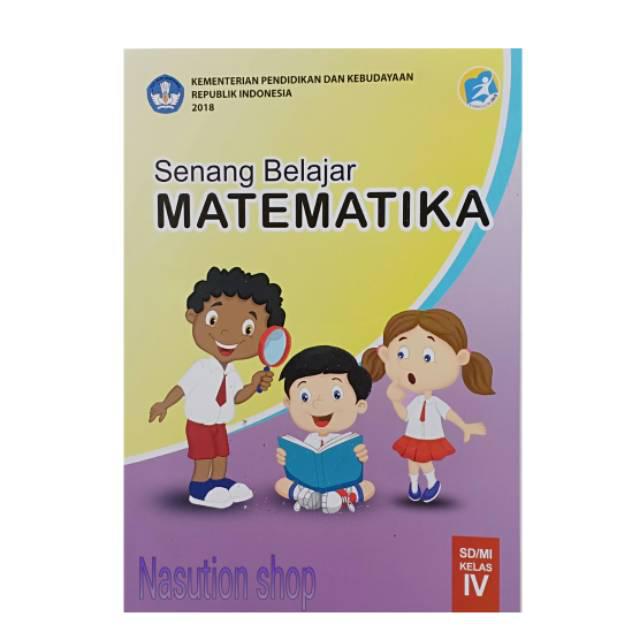 KEMENTERIAN PENDIDIKAN DAN KEBUDAYAAN
REPUBLIK INDONESIA
2018
Senang Belajar
MATEMATIKA
SD/MI
KELAS
IV
Nasution shop